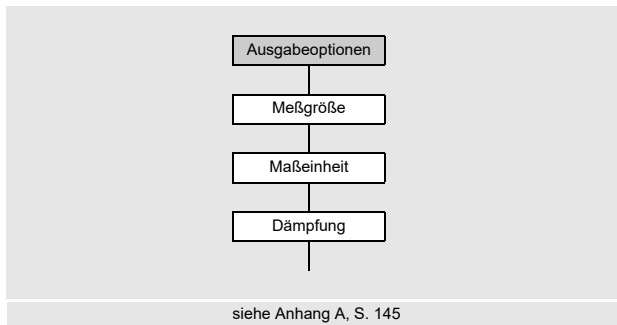 Ausgabeoptionen
Meßgröße
Maßeinheit
Dämpfung
siehe Anhang A, S. 145